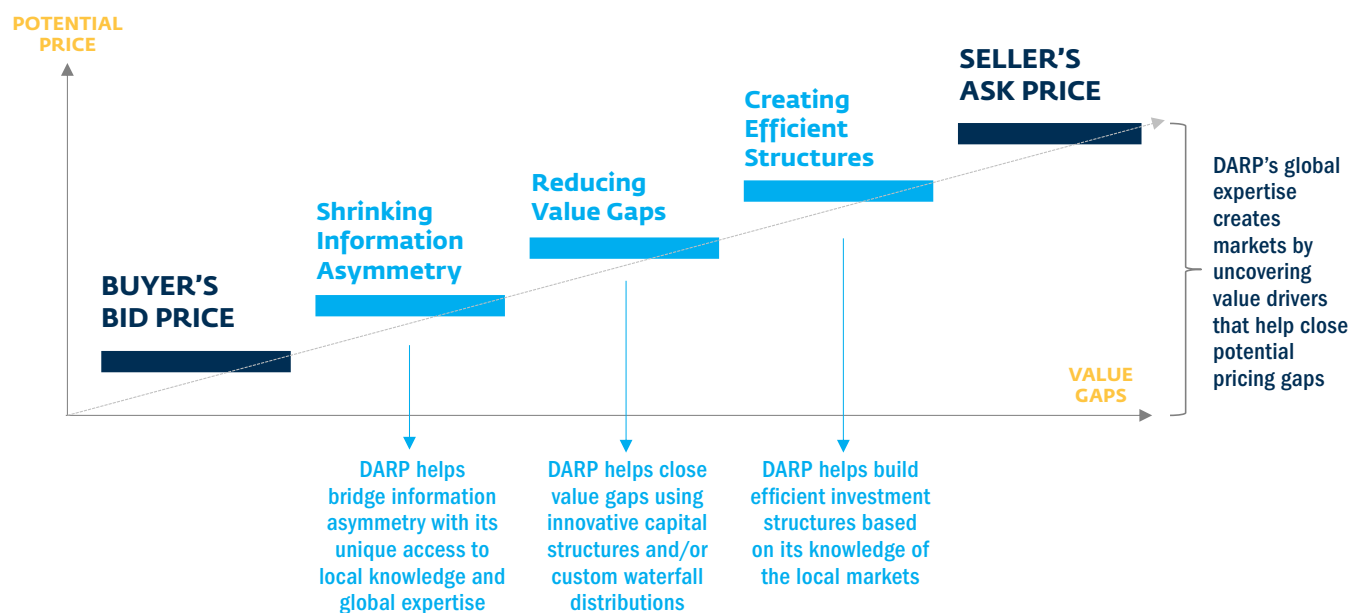 POTENTIAL
PRICE
BUYER’S
BID PRICE
Shrinking
Information
Asymmetry
Reducing
Value Gaps
Creating
Efficient
Structures
SELLER’S
ASK PRICE
VALUE
GAPS
DARP’s global
expertise
creates
markets by
uncovering
value drivers
that help close
potential
pricing gaps
DARP helps
bridge information
asymmetry with its
unique access to
local knowledge and
global expertise
DARP helps close
value gaps using
innovative capital
structures and/or
custom waterfall
distributions
DARP helps build
efficient investment
structures based
on its knowledge of
the local markets